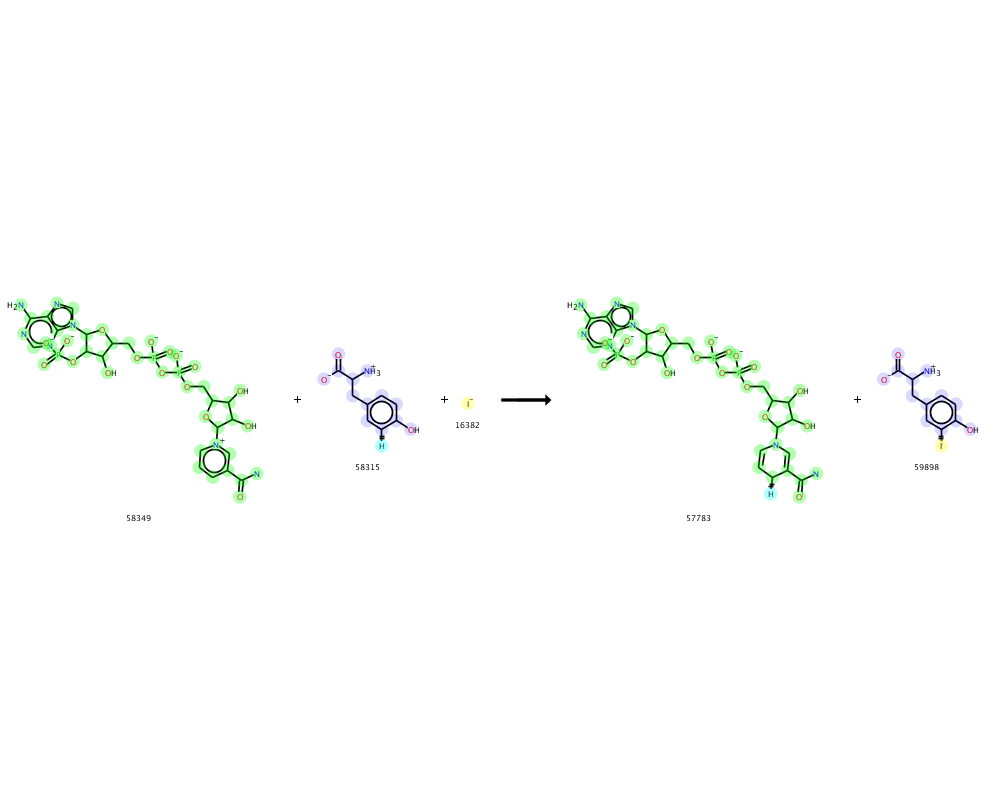 H2N N N N N O O- O- O- O O O P P P O O O O OH OH OH O N+ N O
58349
+
O O- NH3+ OH H
58315
+
I-
16382
H2N N N N N O O- O- O- O O O P P P O O O O OH OH OH O N N O H
57783
+
O O- NH3+ OH I
59898